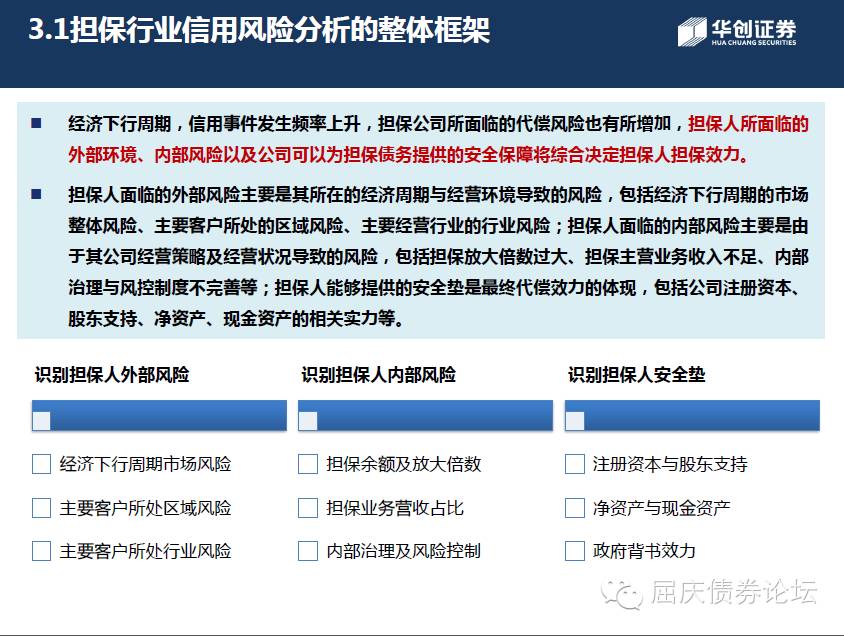 3.1担保行业信用风险分析的整体框架
华创证券
HUA CHUANG SECURITIES
■ 经济下行周期，信用事件发生频率上升，担保公司所面临的代偿风险也有所增加，担保人所面临的
外部环境、内部风险以及公司可以为担保债务提供的安全保障将综合决定担保人担保效力。
■ 担保人面临的外部风险主要是其所在的经济周期与经营环境导致的风险，包括经济下行周期的市场
整体风险、主要客户所处的区域风险、主要经营行业的行业风险；担保人面临的内部风险主要是由
于其公司经营策略及经营状况导致的风险，包括担保放大倍数过大、担保主营业务收入不足、内部
治理与风控制度不完善等；担保人能够提供的安全垫是最终代偿效力的体现，包括公司注册资本、
股东支持、净资产、现金资产的相关实力等。
识别担保人外部风险
经济下行周期市场风险
主要客户所处区域风险
主要客户所处行业风险
识别担保人内部风险
担保余额及放大倍数
担保业务营收占比
内部治理及风险控制
识别担保人安全垫
注册资本与股东支持
净资产与现金资产
政府背书效力
屈庆债券论坛